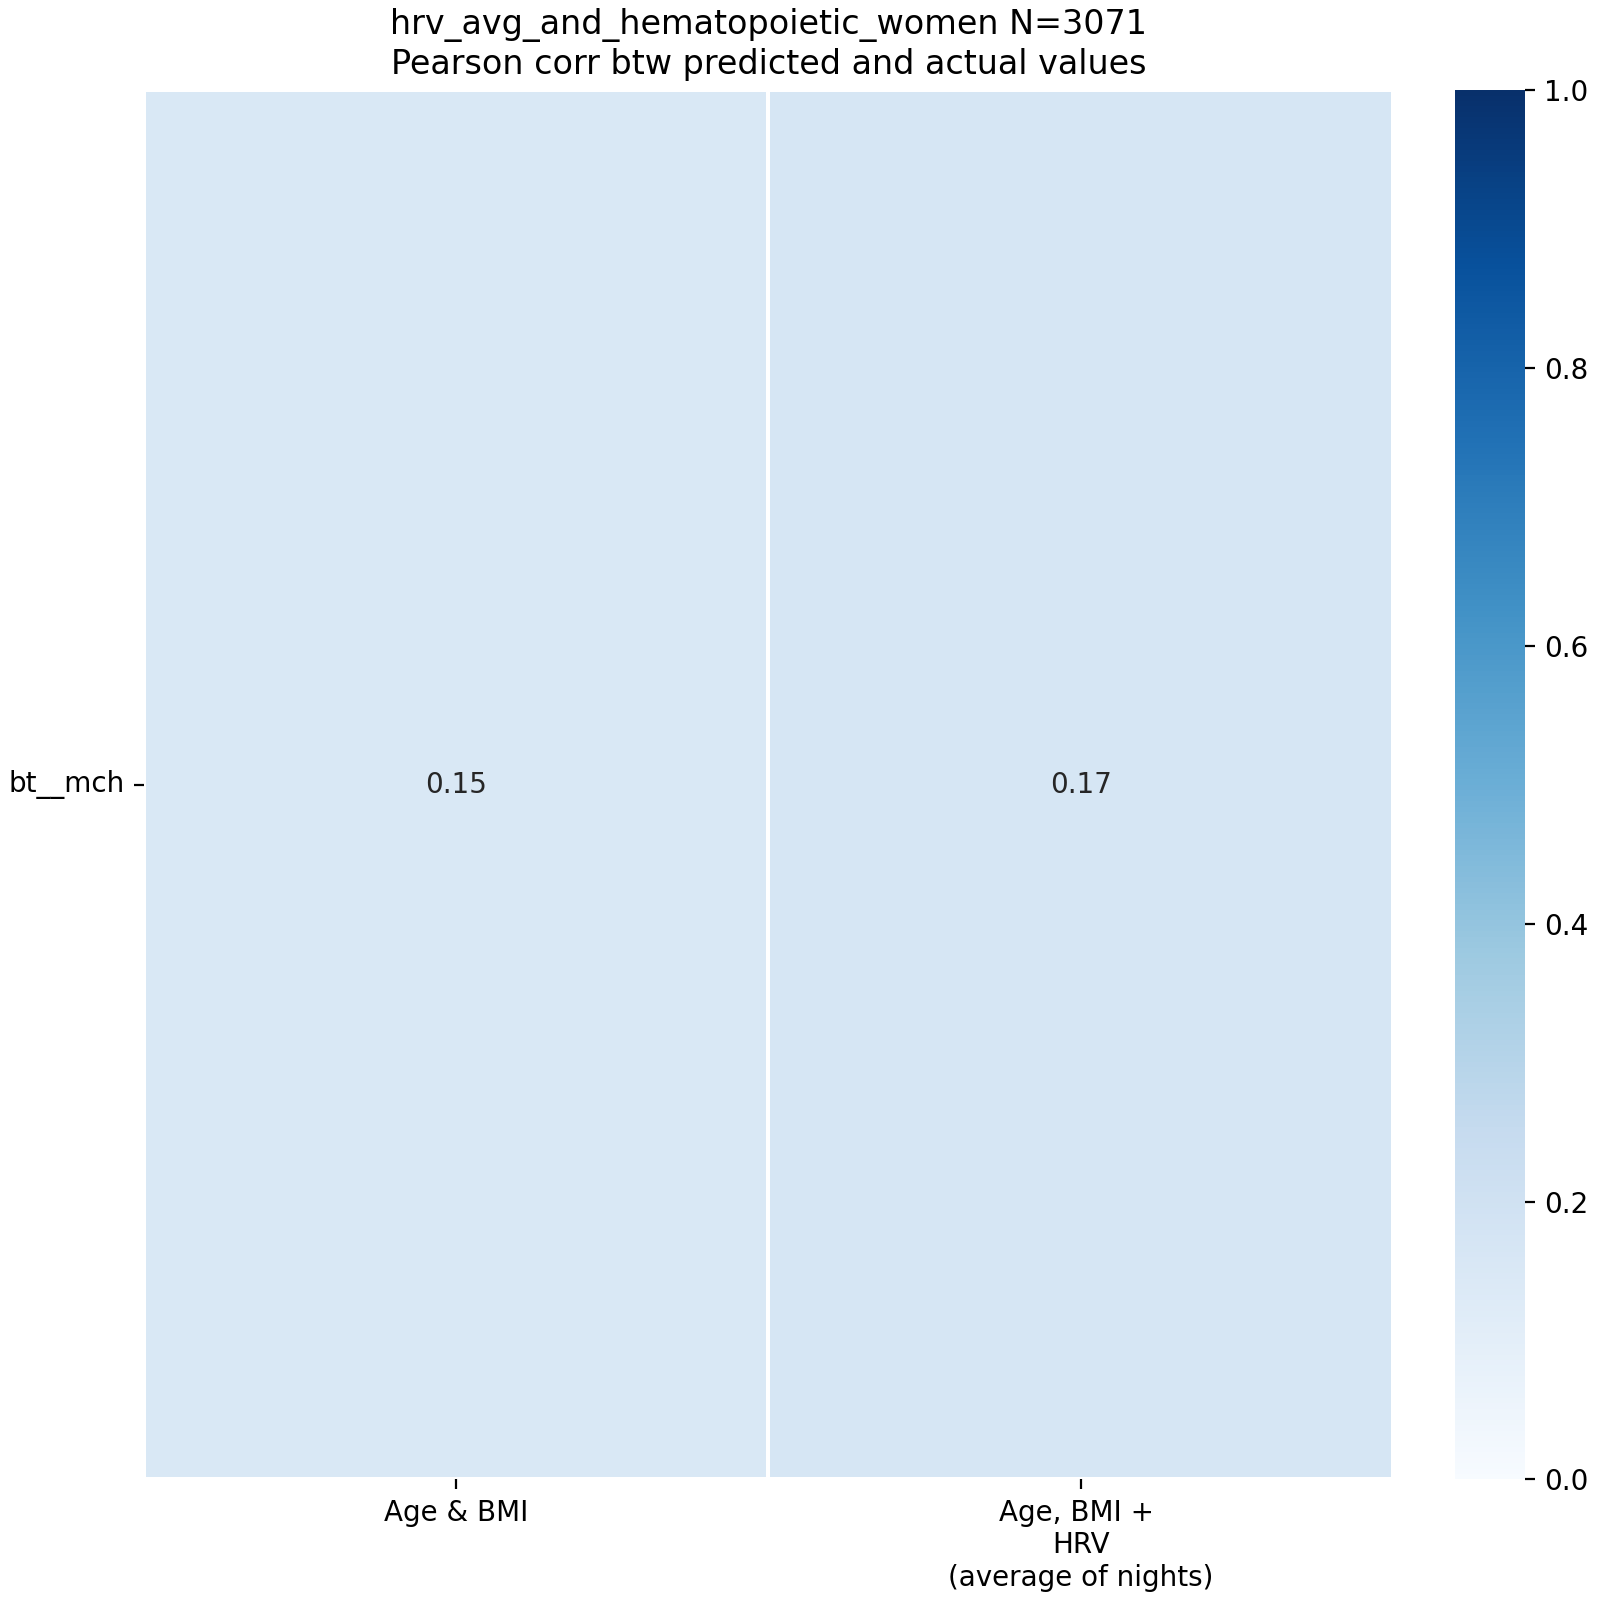 hrv_avg_and_hematopoietic_women N=3071
Pearson corr btw predicted and actual values
bt__mch
0.15
0.17
Age & BMI
Age, BMI +
HRV
(average of nights)
1.0
0.8
0.6
0.4
0.2
0.0